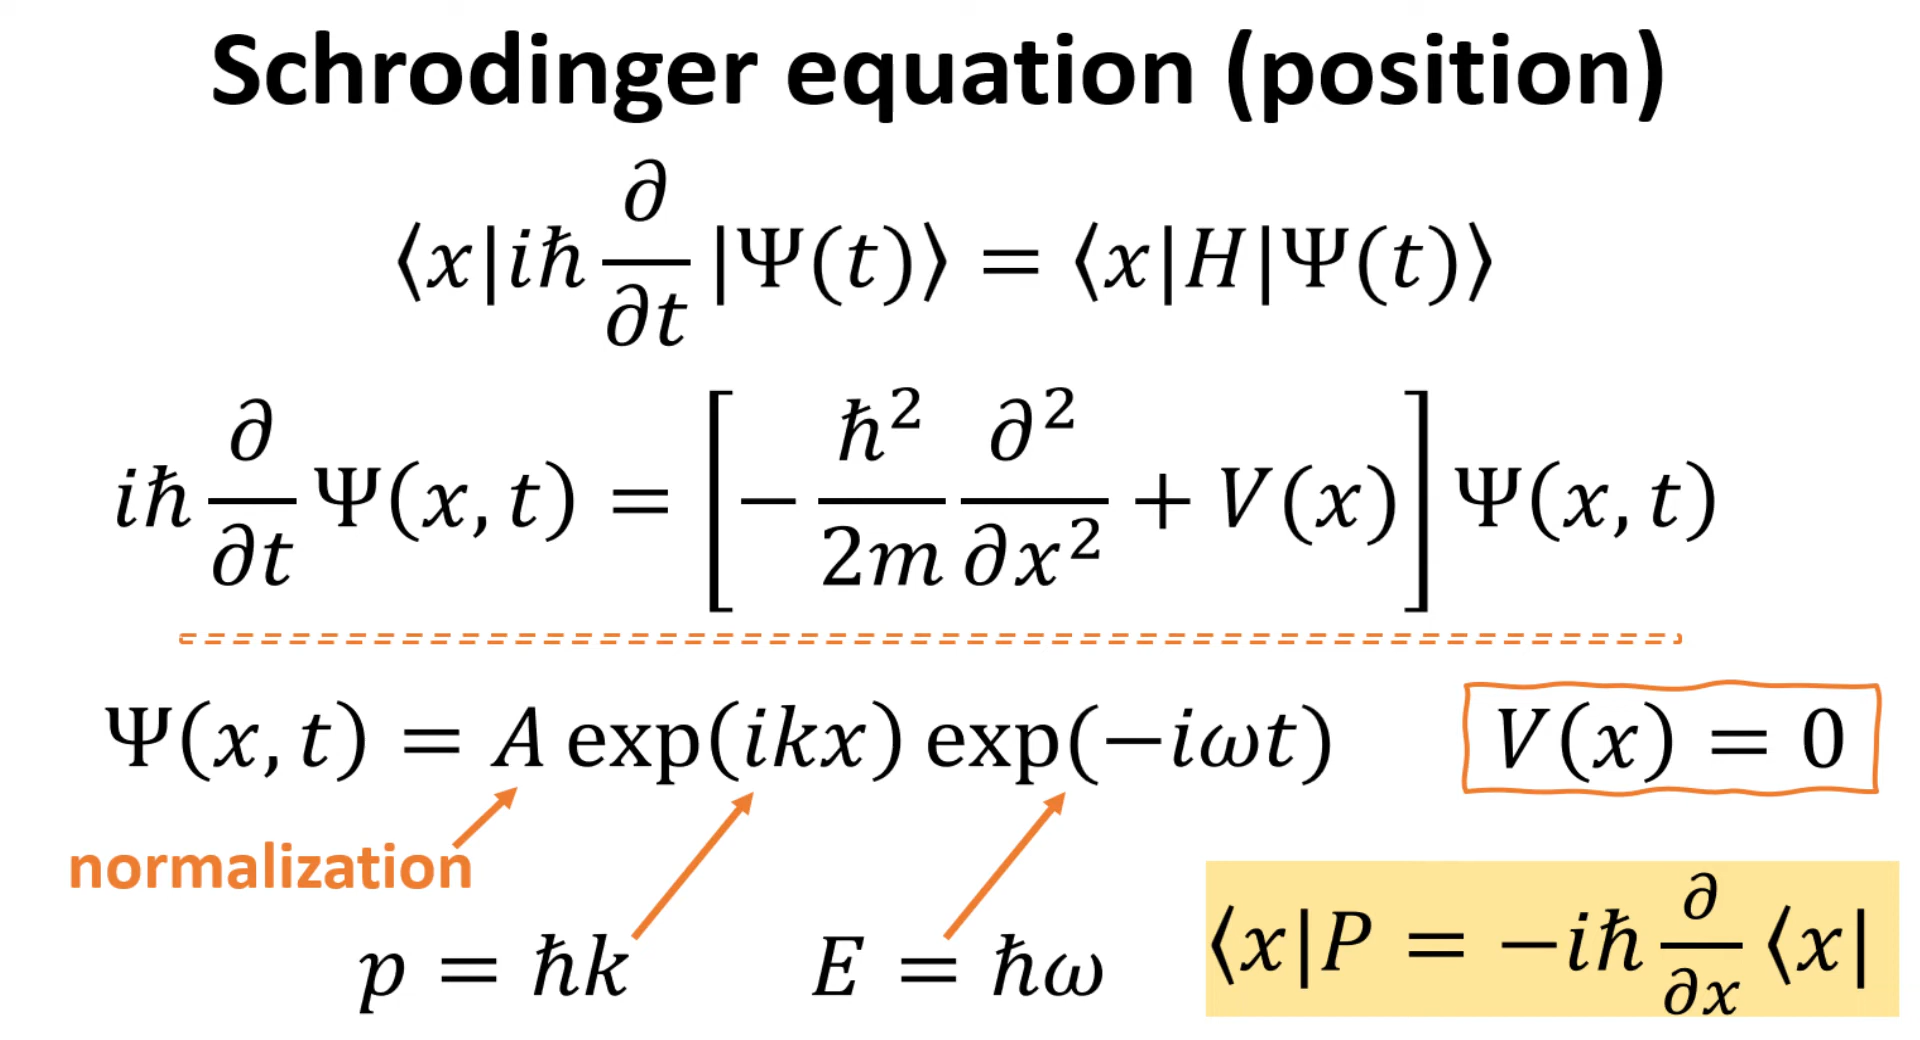 Schrodinger equation (position)
⟨x|iħ ∂/∂t |Ψ(t)⟩ = ⟨x|H|Ψ(t)⟩
iħ ∂/∂t Ψ(x, t) = [− ħ²/2m ∂²/∂x² + V(x)] Ψ(x, t)
Ψ(x, t) = A exp(ikx) exp(−iωt)
V(x) = 0
normalization
p = ħk
E = ħω
⟨x|P = −iħ ∂/∂x ⟨x|